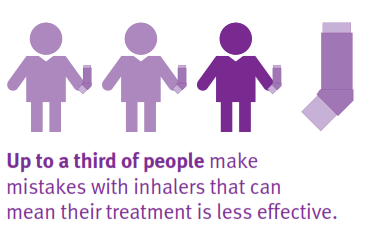 Up to a third of people make
mistakes with inhalers that can
mean their treatment is less effective.